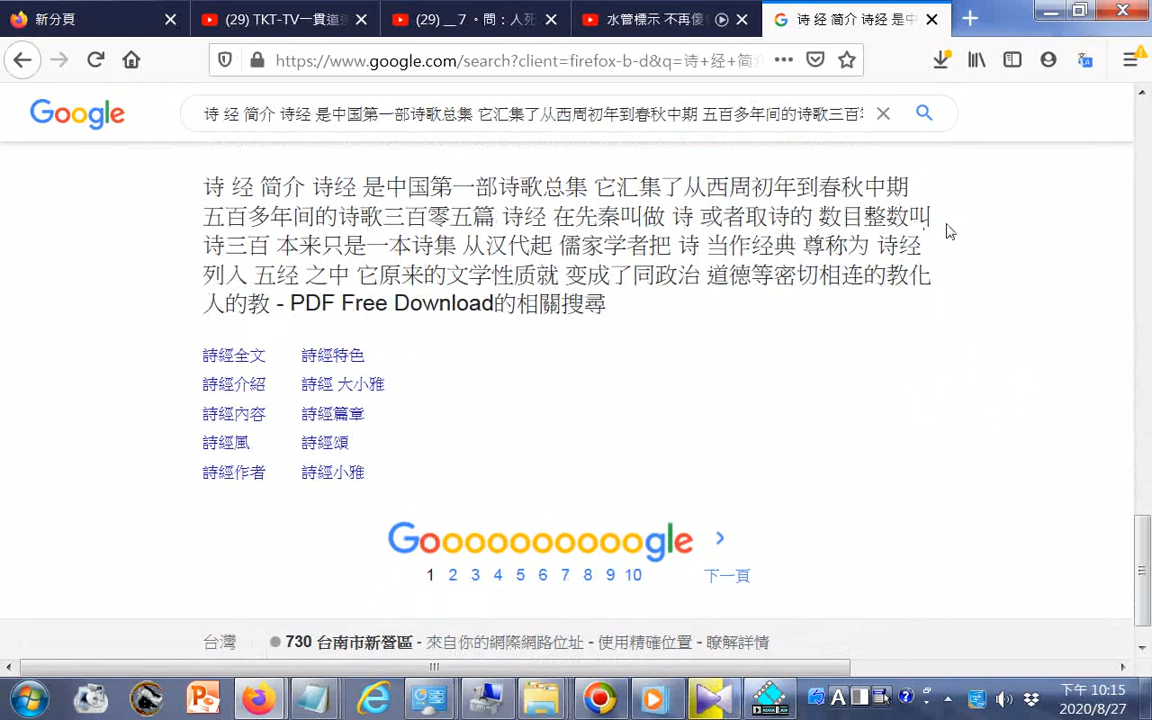 新分頁
(29) TKT-TV一貫道
(29) __7。問：人死
水管標示 不再傻
诗 经 简介 诗经 是中
https://www.google.com/search?client=firefox-b-d&q=诗+经+简
Google
诗 经 简介 诗经 是中国第一部诗歌总集 它汇集了从西周初年到春秋中期 五百多年间的诗歌三百
诗 经 简介 诗经 是中国第一部诗歌总集 它汇集了从西周初年到春秋中期
五百多年间的诗歌三百零五篇 诗经 在先秦叫做 诗 或者取诗的 数目整数叫
诗三百 本来只是一本诗集 从汉代起 儒家学者把 诗 当作经典 尊称为 诗经
列入 五经 之中 它原来的文学性质就 变成了同政治 道德等密切相连的教化
人的教 - PDF Free Download的相關搜尋
詩經全文 詩經特色
詩經介紹 詩經 大小雅
詩經內容 詩經篇章
詩經風 詩經頌
詩經作者 詩經小雅
Goooooooooogle
1 2 3 4 5 6 7 8 9 10 下一頁
台灣 730 台南市新營區 - 來自你的網際網路位址 - 使用精確位置 - 瞭解詳情
下午 10:15
2020/8/27